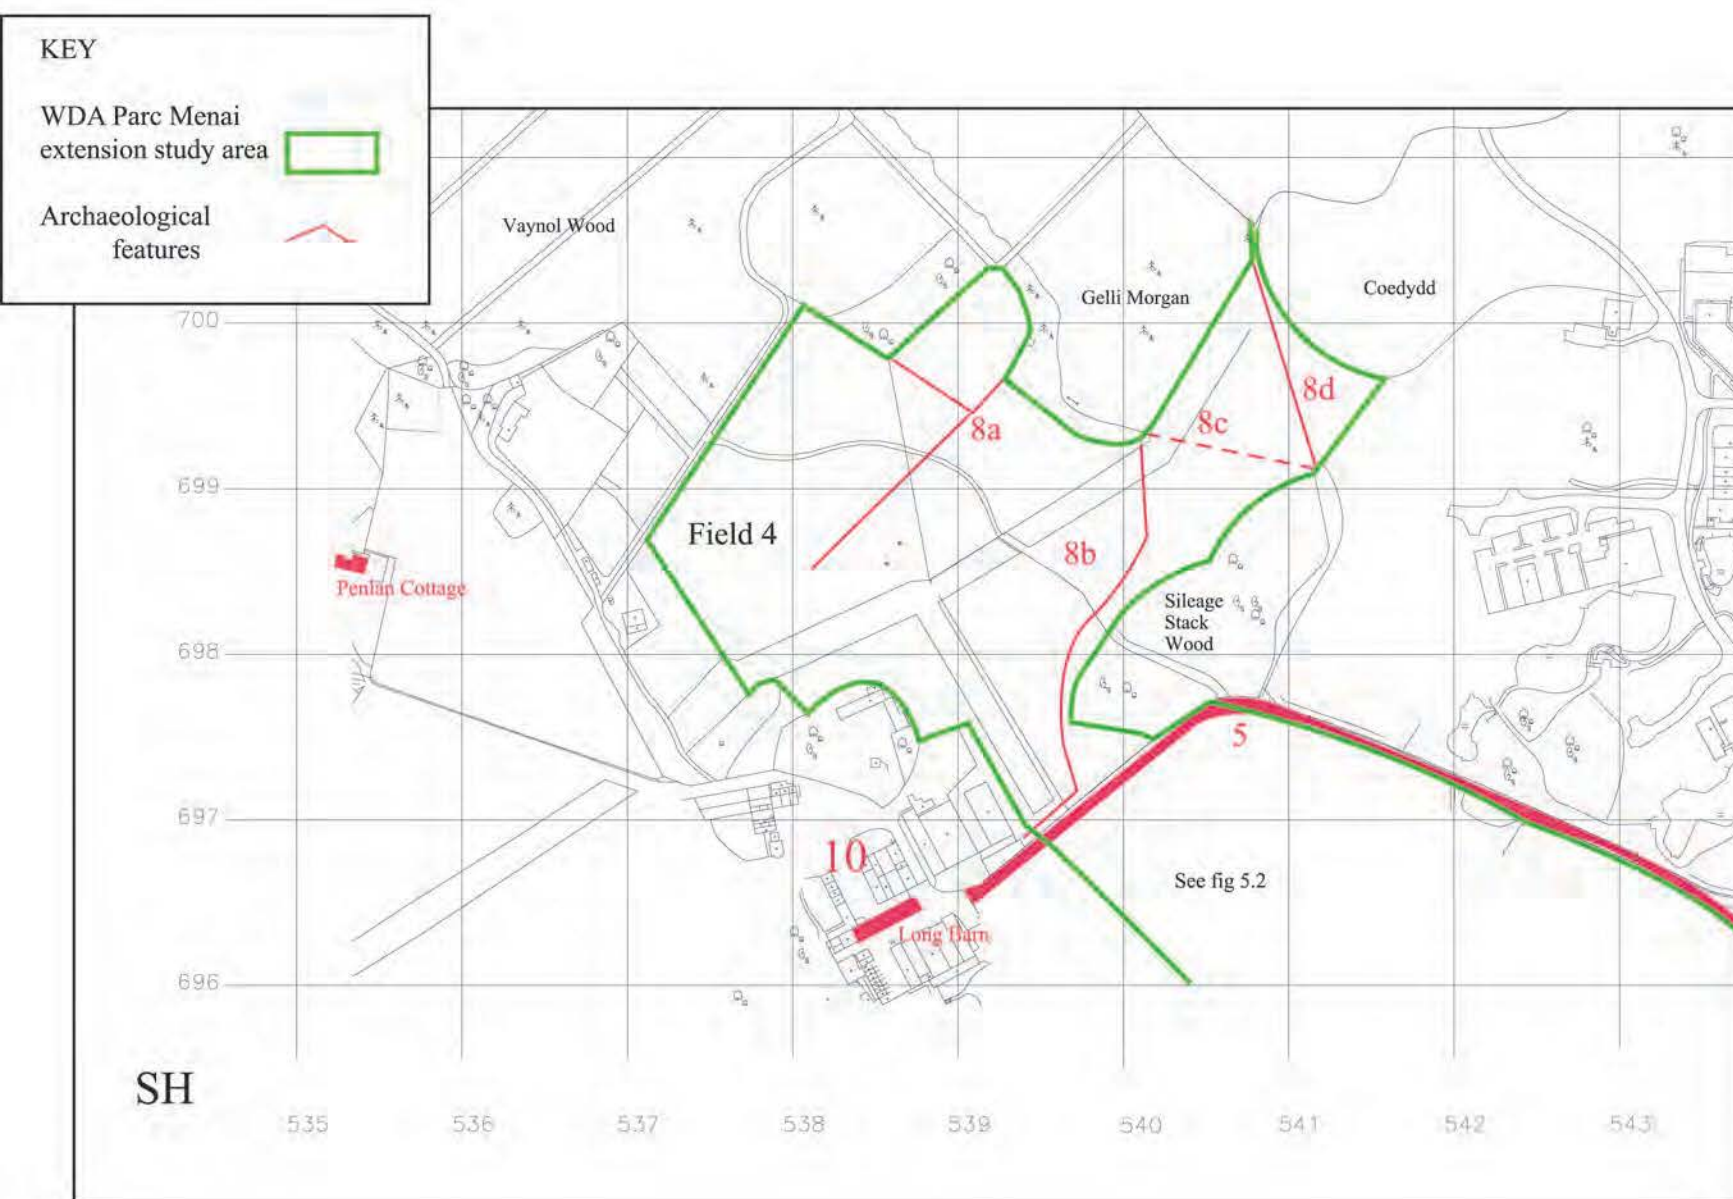 KEY
WDA Parc Menai
extension study area
Archaeological
features
Vaynol Wood
Gelli Morgan
Coedydd
700
8d
8c
8a
699
Field 4
8b
Penlan Cottage
Sileage
Stack
Wood
698
5
697
10
See fig 5.2
Long Barn
696
SH
535
536
537
538
539
540
541
542
543